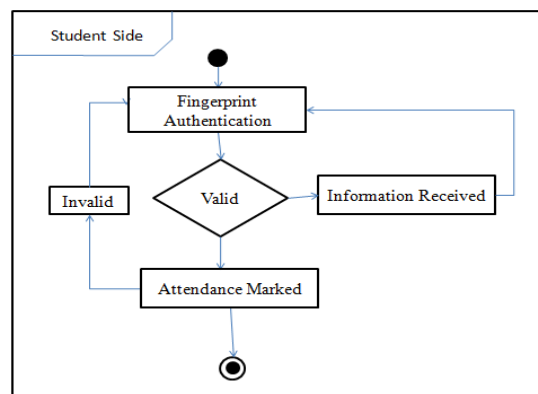 Student Side
Fingerprint
Authentication
Valid
Information Received
Invalid
Attendance Marked